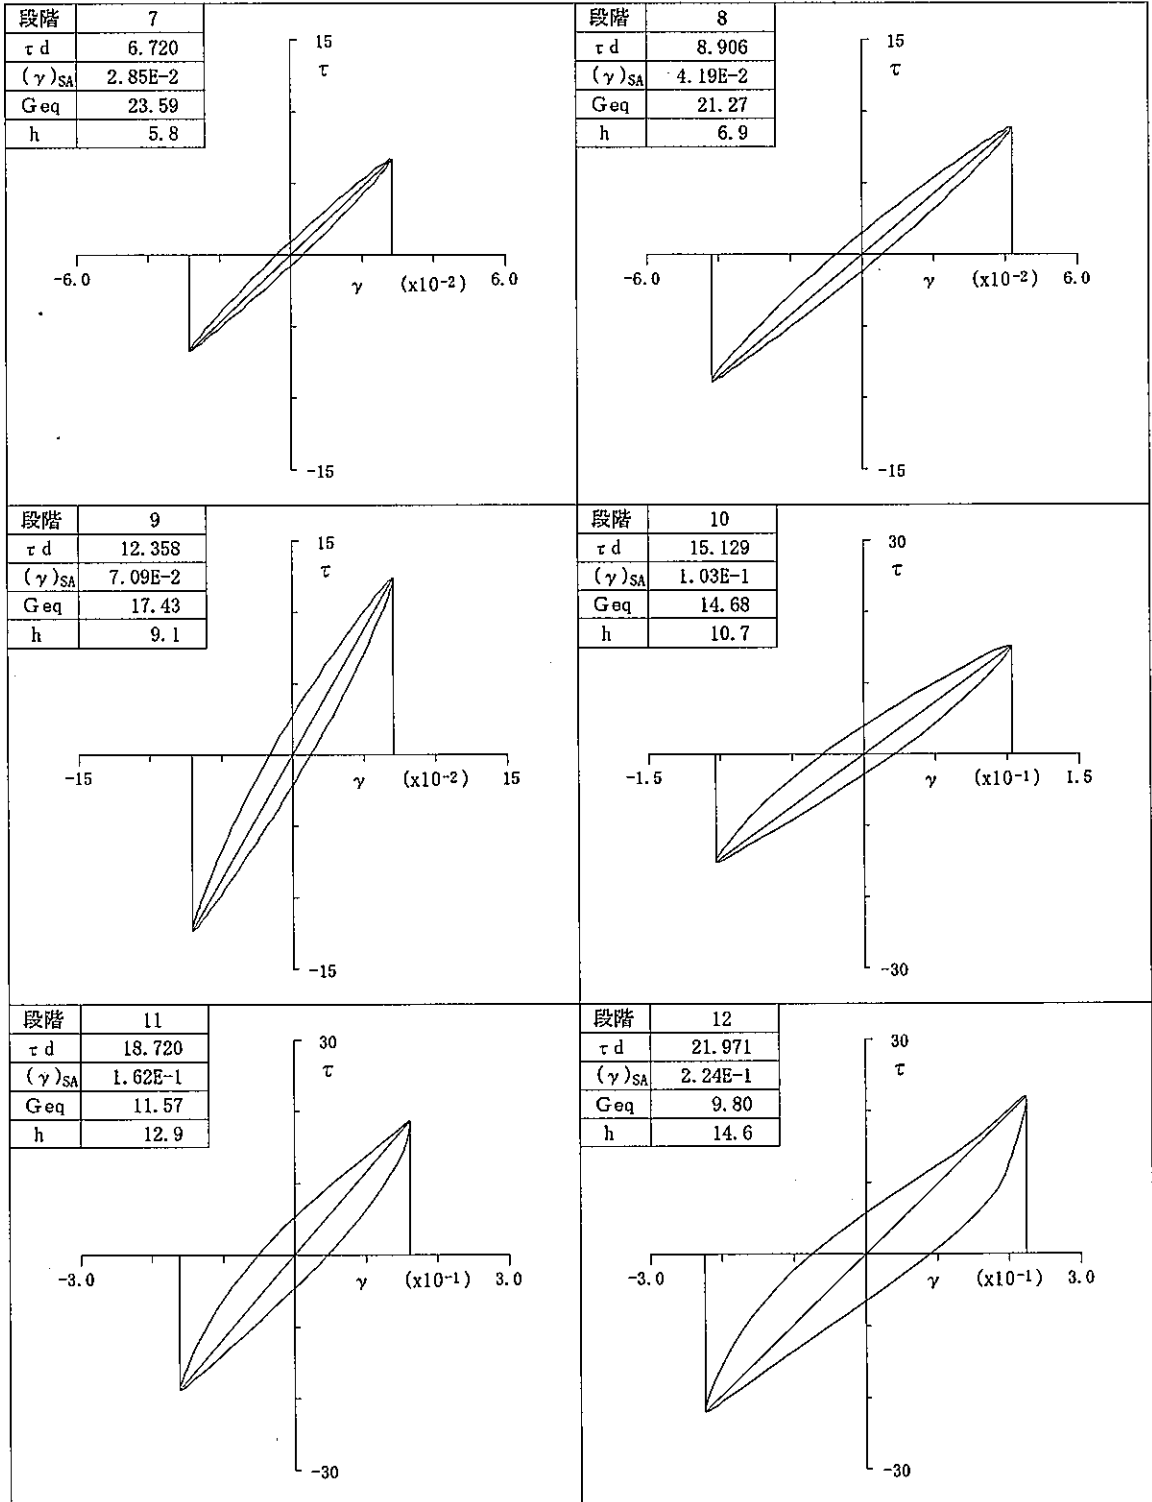 段階 7
τd 6.720
(γ)SA 2.85E-2
Geq 23.59
h 5.8
15
τ
-6.0
γ (x10-2) 6.0
-15
段階 8
τd 8.906
(γ)SA 4.19E-2
Geq 21.27
h 6.9
15
τ
-6.0
γ (x10-2) 6.0
-15
段階 9
τd 12.358
(γ)SA 7.09E-2
Geq 17.43
h 9.1
15
τ
-15
γ (x10-2) 15
-15
段階 10
τd 15.129
(γ)SA 1.03E-1
Geq 14.68
h 10.7
30
τ
-1.5
γ (x10-1) 1.5
-30
段階 11
τd 18.720
(γ)SA 1.62E-1
Geq 11.57
h 12.9
30
τ
-3.0
γ (x10-1) 3.0
-30
段階 12
τd 21.971
(γ)SA 2.24E-1
Geq 9.80
h 14.6
30
τ
-3.0
γ (x10-1) 3.0
-30